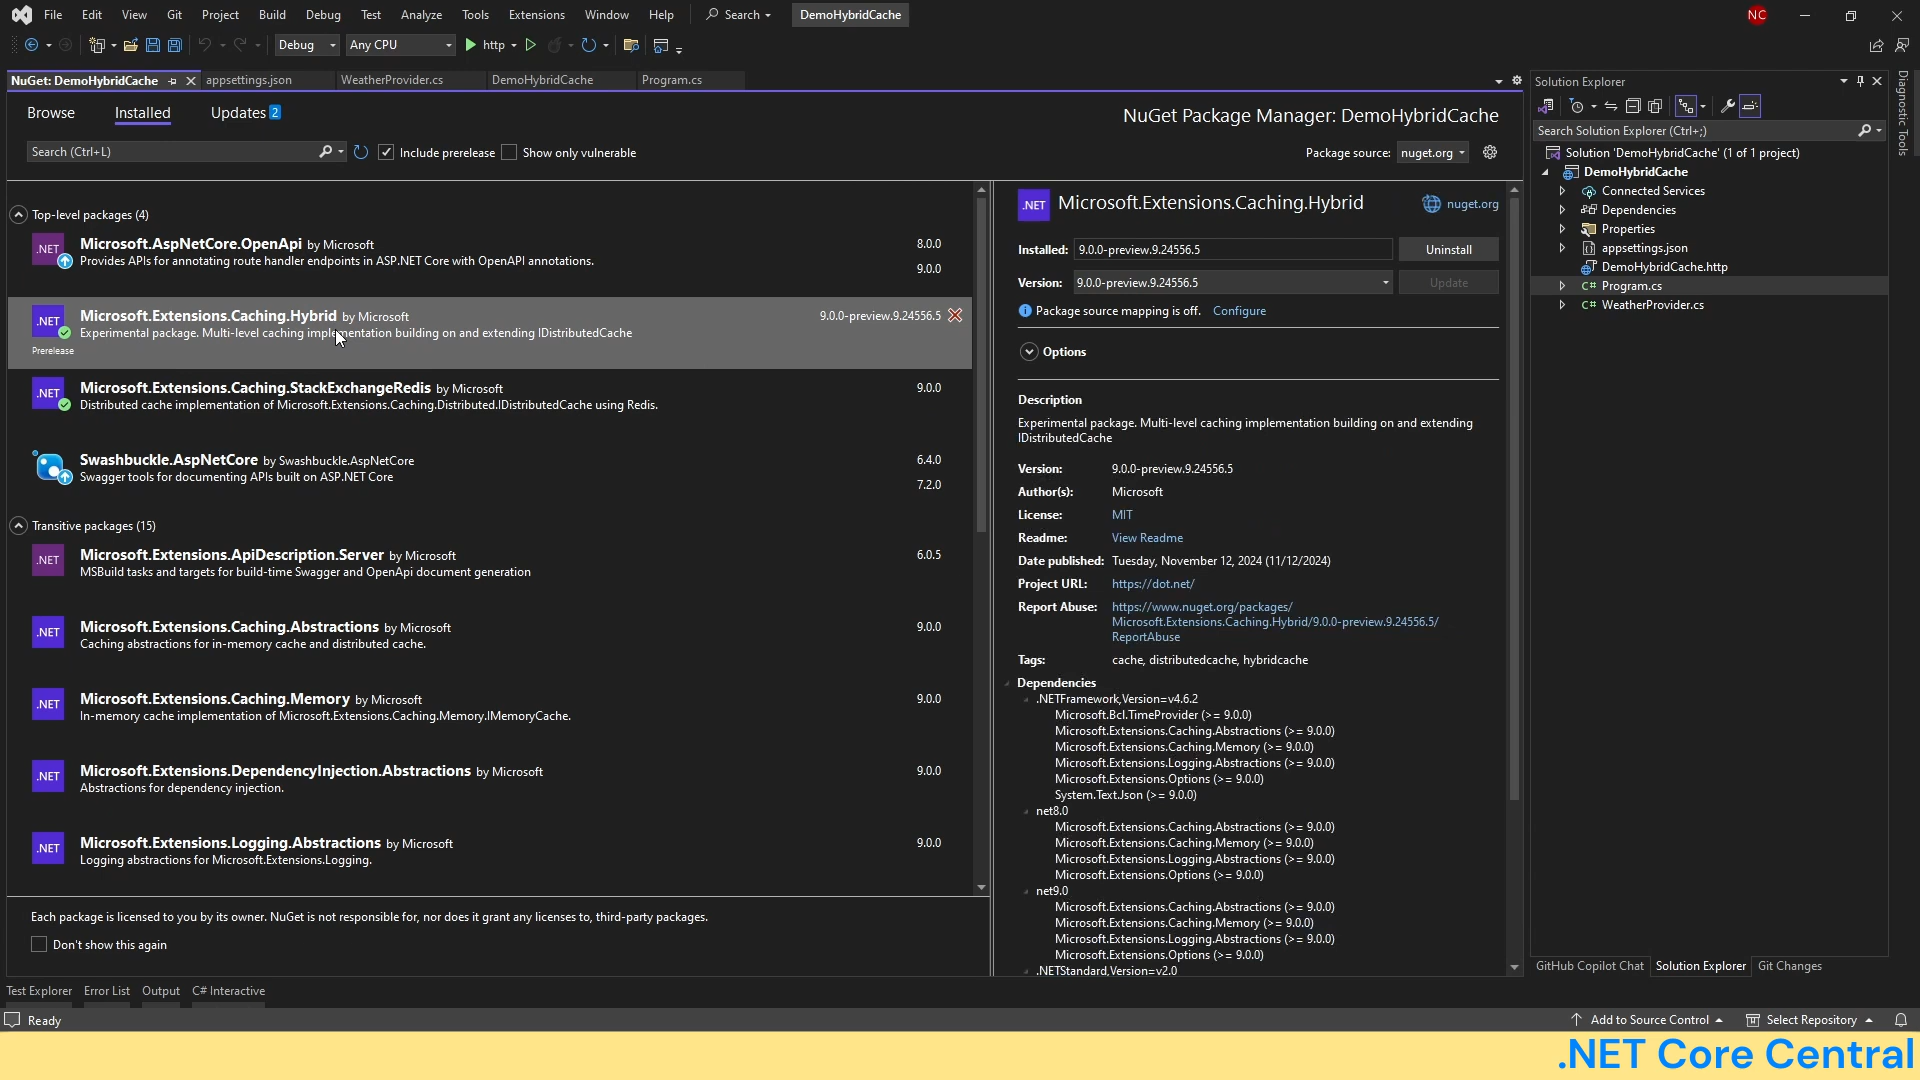 File Edit View Git Project Build Debug Test Analyze Tools Extensions Window Help Search DemoHybridCache NC
Debug Any CPU http
NuGet: DemoHybridCache appsettings.json WeatherProvider.cs DemoHybridCache Program.cs
Browse Installed Updates 2
NuGet Package Manager: DemoHybridCache
Search (Ctrl+L) Include prerelease Show only vulnerable Package source: nuget.org
Top-level packages (4)
.NET Microsoft.AspNetCore.OpenApi by Microsoft 8.0.0
Provides APIs for annotating route handler endpoints in ASP.NET Core with OpenAPI annotations. 9.0.0
.NET Microsoft.Extensions.Caching.Hybrid by Microsoft 9.0.0-preview.9.24556.5
Experimental package. Multi-level caching implementation building on and extending IDistributedCache
Prerelease
.NET Microsoft.Extensions.Caching.StackExchangeRedis by Microsoft 9.0.0
Distributed cache implementation of Microsoft.Extensions.Caching.Distributed.IDistributedCache using Redis.
Swashbuckle.AspNetCore by Swashbuckle.AspNetCore 6.4.0
Swagger tools for documenting APIs built on ASP.NET Core 7.2.0
Transitive packages (15)
.NET Microsoft.Extensions.ApiDescription.Server by Microsoft 6.0.5
MSBuild tasks and targets for build-time Swagger and OpenApi document generation
.NET Microsoft.Extensions.Caching.Abstractions by Microsoft 9.0.0
Caching abstractions for in-memory cache and distributed cache.
.NET Microsoft.Extensions.Caching.Memory by Microsoft 9.0.0
In-memory cache implementation of Microsoft.Extensions.Caching.Memory.IMemoryCache.
.NET Microsoft.Extensions.DependencyInjection.Abstractions by Microsoft 9.0.0
Abstractions for dependency injection.
.NET Microsoft.Extensions.Logging.Abstractions by Microsoft 9.0.0
Logging abstractions for Microsoft.Extensions.Logging.
Each package is licensed to you by its owner. NuGet is not responsible for, nor does it grant any licenses to, third-party packages.
Don't show this again
.NET Microsoft.Extensions.Caching.Hybrid nuget.org
Installed: 9.0.0-preview.9.24556.5 Uninstall
Version: 9.0.0-preview.9.24556.5 Update
Package source mapping is off. Configure
Options
Description
Experimental package. Multi-level caching implementation building on and extending
IDistributedCache
Version: 9.0.0-preview.9.24556.5
Author(s): Microsoft
License: MIT
Readme: View Readme
Date published: Tuesday, November 12, 2024 (11/12/2024)
Project URL: https://dot.net/
Report Abuse: https://www.nuget.org/packages/
Microsoft.Extensions.Caching.Hybrid/9.0.0-preview.9.24556.5/
ReportAbuse
Tags: cache, distributedcache, hybridcache
Dependencies
.NETFramework,Version=v4.6.2
Microsoft.Bcl.TimeProvider (>= 9.0.0)
Microsoft.Extensions.Caching.Abstractions (>= 9.0.0)
Microsoft.Extensions.Caching.Memory (>= 9.0.0)
Microsoft.Extensions.Logging.Abstractions (>= 9.0.0)
Microsoft.Extensions.Options (>= 9.0.0)
System.Text.Json (>= 9.0.0)
net8.0
Microsoft.Extensions.Caching.Abstractions (>= 9.0.0)
Microsoft.Extensions.Caching.Memory (>= 9.0.0)
Microsoft.Extensions.Logging.Abstractions (>= 9.0.0)
Microsoft.Extensions.Options (>= 9.0.0)
net9.0
Microsoft.Extensions.Caching.Abstractions (>= 9.0.0)
Microsoft.Extensions.Caching.Memory (>= 9.0.0)
Microsoft.Extensions.Logging.Abstractions (>= 9.0.0)
Microsoft.Extensions.Options (>= 9.0.0)
.NETStandard,Version=v2.0
Solution Explorer
Search Solution Explorer (Ctrl+;)
Solution 'DemoHybridCache' (1 of 1 project)
DemoHybridCache
Connected Services
Dependencies
Properties
appsettings.json
DemoHybridCache.http
C# Program.cs
C# WeatherProvider.cs
GitHub Copilot Chat Solution Explorer Git Changes
Diagnostic Tools
Test Explorer Error List Output C# Interactive
Ready Add to Source Control Select Repository
.NET Core Central